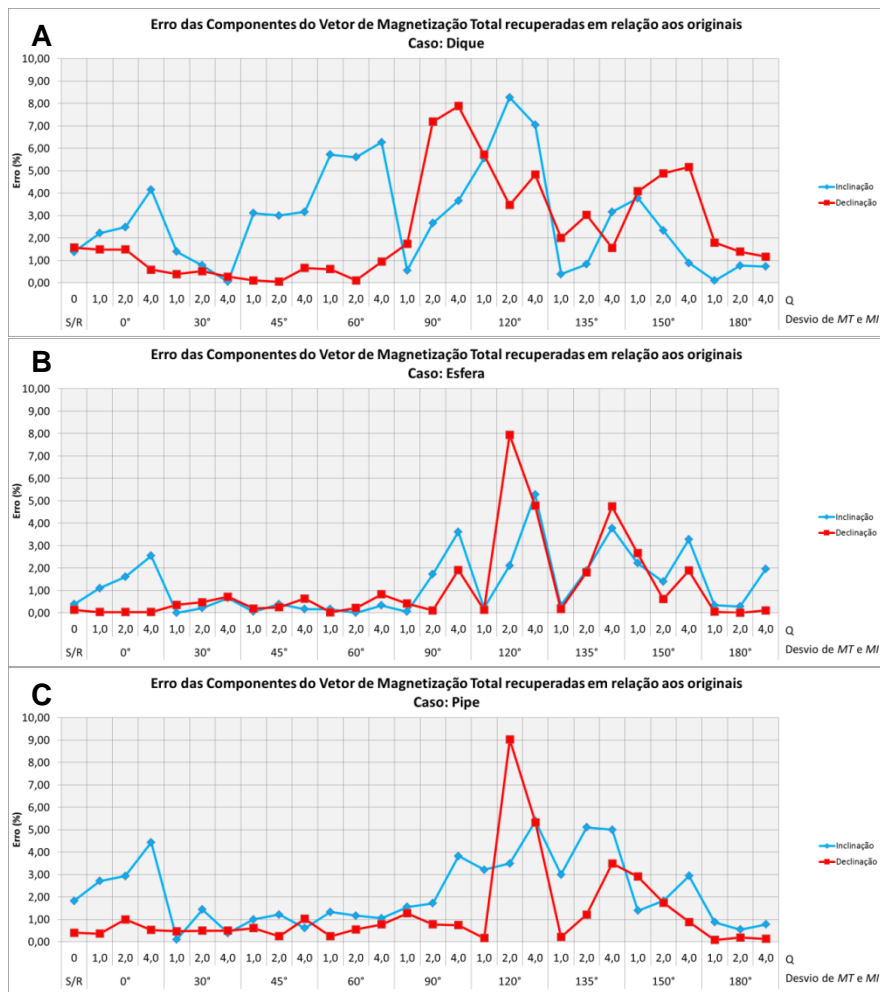 A
Erro das Componentes do Vetor de Magnetização Total recuperadas em relação aos originais
Caso: Dique
10,00
9,00
8,00
7,00
6,00
5,00
4,00
3,00
2,00
1,00
0,00
Erro (%)
Inclinação
Declinação
0 1,0 2,0 4,0 1,0 2,0 4,0 1,0 2,0 4,0 1,0 2,0 4,0 1,0 2,0 4,0 1,0 2,0 4,0 1,0 2,0 4,0 1,0 2,0 4,0 1,0 2,0 4,0 Q
S/R 0° 30° 45° 60° 90° 120° 135° 150° 180° Desvio de MT e MI
B
Erro das Componentes do Vetor de Magnetização Total recuperadas em relação aos originais
Caso: Esfera
10,00
9,00
8,00
7,00
6,00
5,00
4,00
3,00
2,00
1,00
0,00
Erro (%)
Inclinação
Declinação
0 1,0 2,0 4,0 1,0 2,0 4,0 1,0 2,0 4,0 1,0 2,0 4,0 1,0 2,0 4,0 1,0 2,0 4,0 1,0 2,0 4,0 1,0 2,0 4,0 1,0 2,0 4,0 Q
S/R 0° 30° 45° 60° 90° 120° 135° 150° 180° Desvio de MT e MI
C
Erro das Componentes do Vetor de Magnetização Total recuperadas em relação aos originais
Caso: Pipe
10,00
9,00
8,00
7,00
6,00
5,00
4,00
3,00
2,00
1,00
0,00
Erro (%)
Inclinação
Declinação
0 1,0 2,0 4,0 1,0 2,0 4,0 1,0 2,0 4,0 1,0 2,0 4,0 1,0 2,0 4,0 1,0 2,0 4,0 1,0 2,0 4,0 1,0 2,0 4,0 1,0 2,0 4,0 Q
S/R 0° 30° 45° 60° 90° 120° 135° 150° 180° Desvio de MT e MI